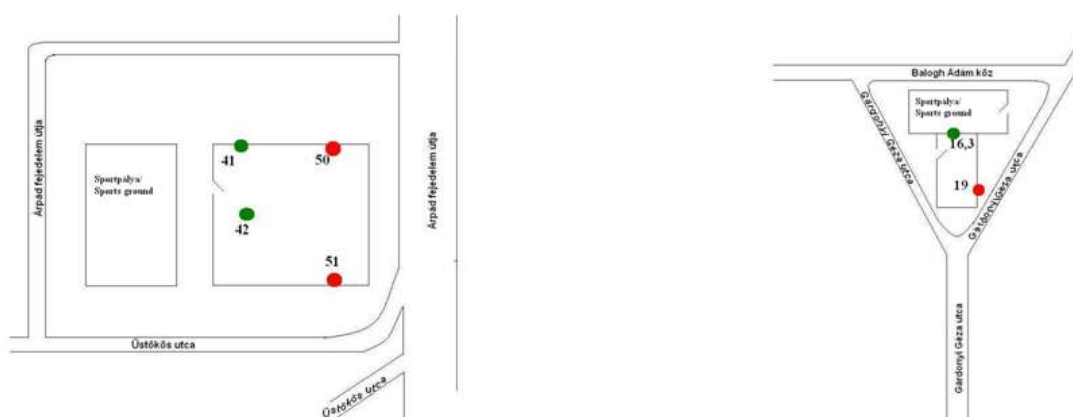 Árpád fejedelem útja
Sportpálya/
Sports ground
41
50
42
51
Árpád fejedelem útja
Üstökös utca
Üstökös utca
Balogh Ádám köz
Gárdonyi Géza utca
Sportpálya/
Sports ground
16,3
19
Gárdonyi Géza utca
Gárdonyi Géza utca